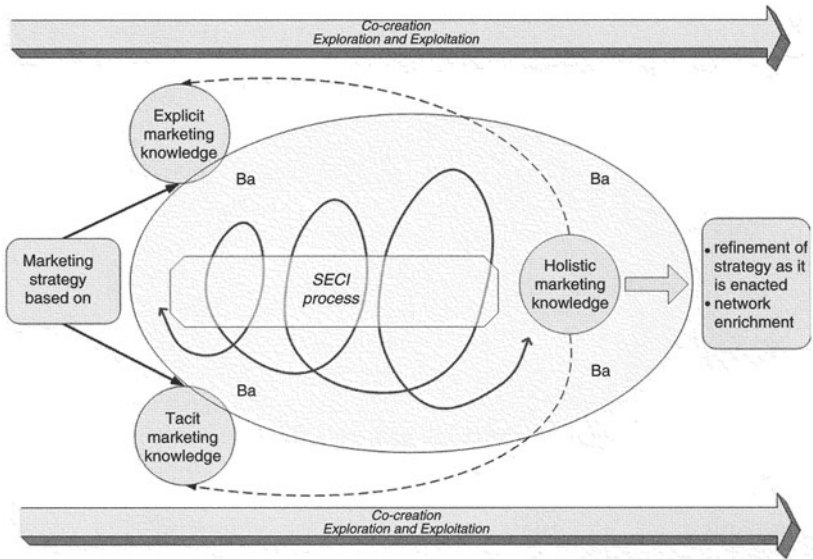 Co-creation
Exploration and Exploitation
Explicit
marketing
knowledge
Ba
Ba
Marketing
strategy
based on
SECI
process
Holistic
marketing
knowledge
• refinement of
strategy as it
is enacted
• network
enrichment
Ba
Ba
Tacit
marketing
knowledge
Co-creation
Exploration and Exploitation